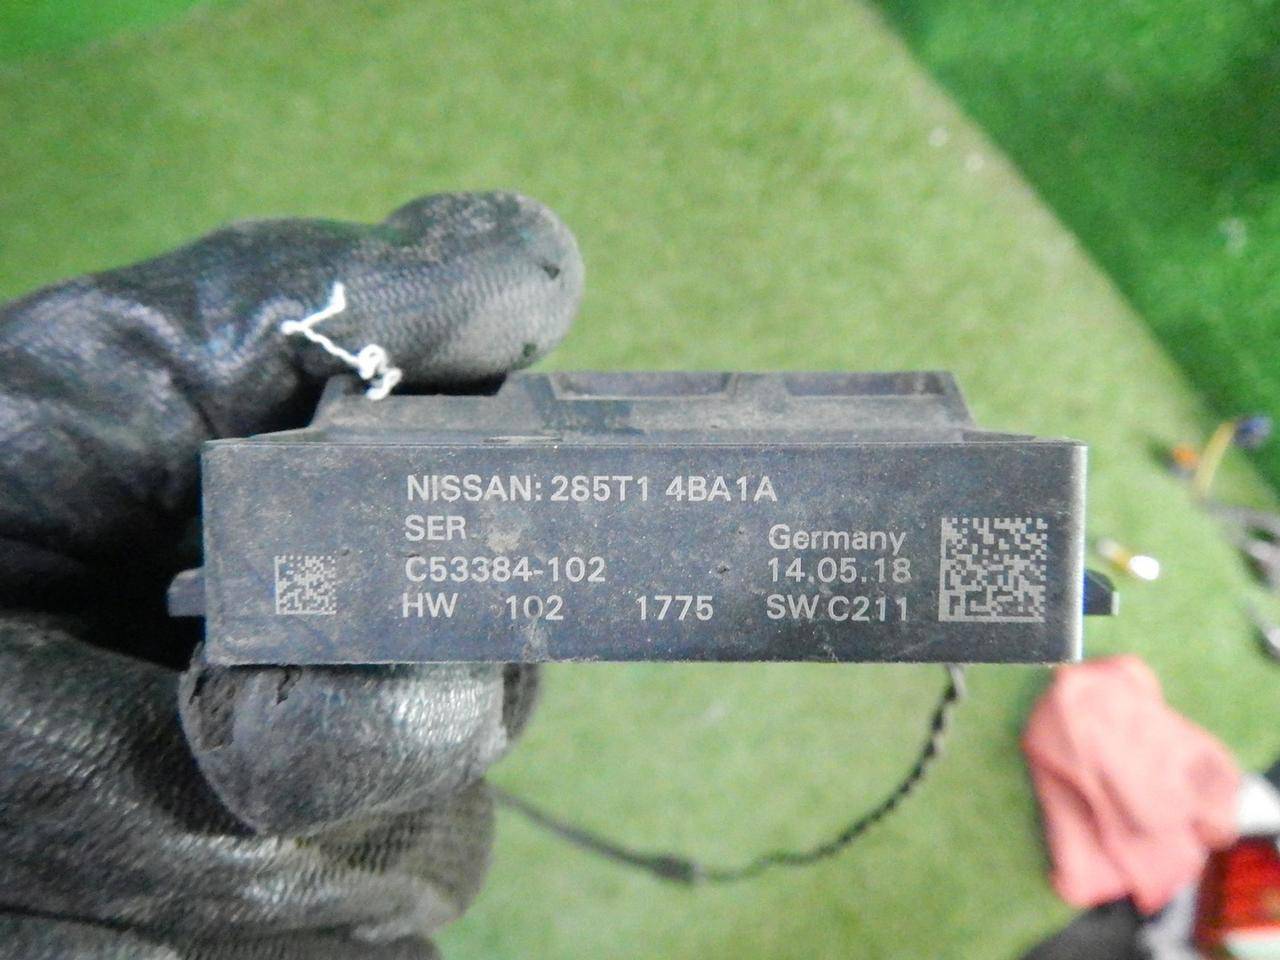 NISSAN: 285T1 4BA1A
SER
Germany
C53384-102 14.05.18
HW 102 1775 SW C211